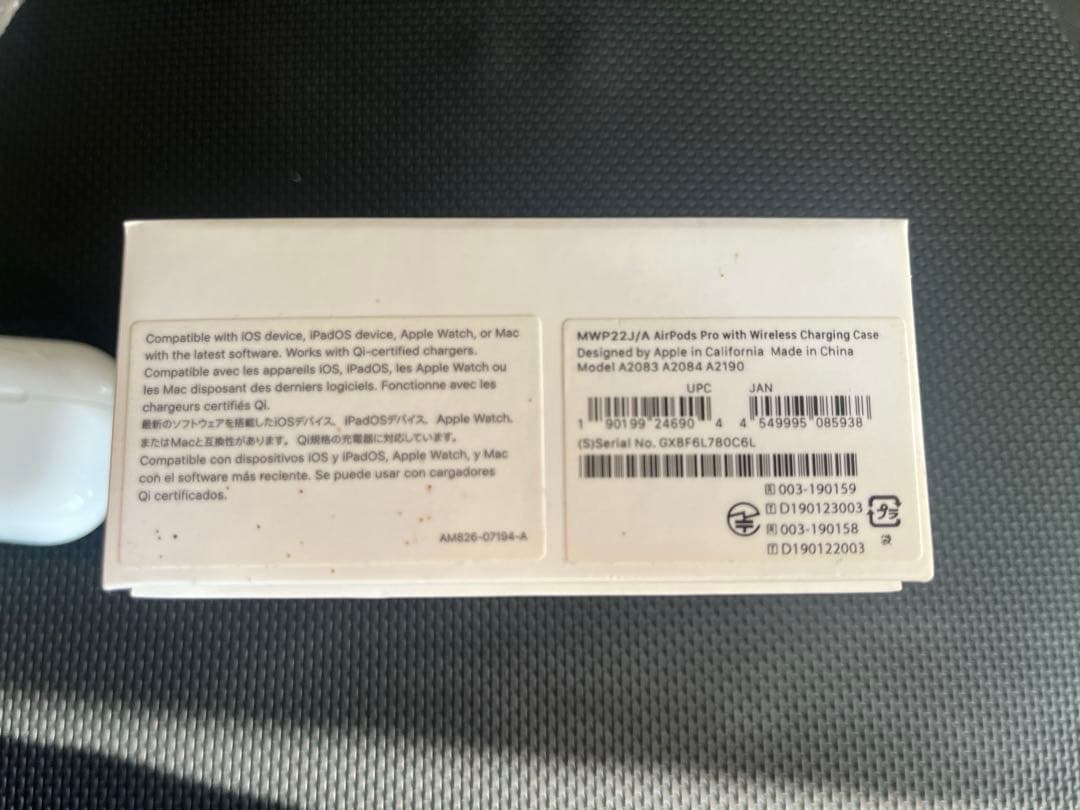 Compatible with iOS device, iPadOS device, Apple Watch, or Mac
with the latest software. Works with Qi-certified chargers.
Compatible avec les appareils iOS, iPadOS, les Apple Watch ou
les Mac disposant des derniers logiciels. Fonctionne avec les
chargeurs certifiés Qi.
最新のソフトウェアを搭載したiOSデバイス、iPadOSデバイス、Apple Watch、
またはMacと互換性があります。Qi規格の充電器に対応しています。
Compatible con dispositivos iOS y iPadOS, Apple Watch, y Mac
con el software más reciente. Se puede usar con cargadores
Qi certificados.
AM826-07194-A
MWP22J/A AirPods Pro with Wireless Charging Case
Designed by Apple in California Made in China
Model A2083 A2084 A2190
UPC JAN
1 90199 24690 4 4 549995 085938
(S)Serial No. GX8F6L780C6L
R 003-190159
T D190123003
プラ
R 003-190158
T D190122003